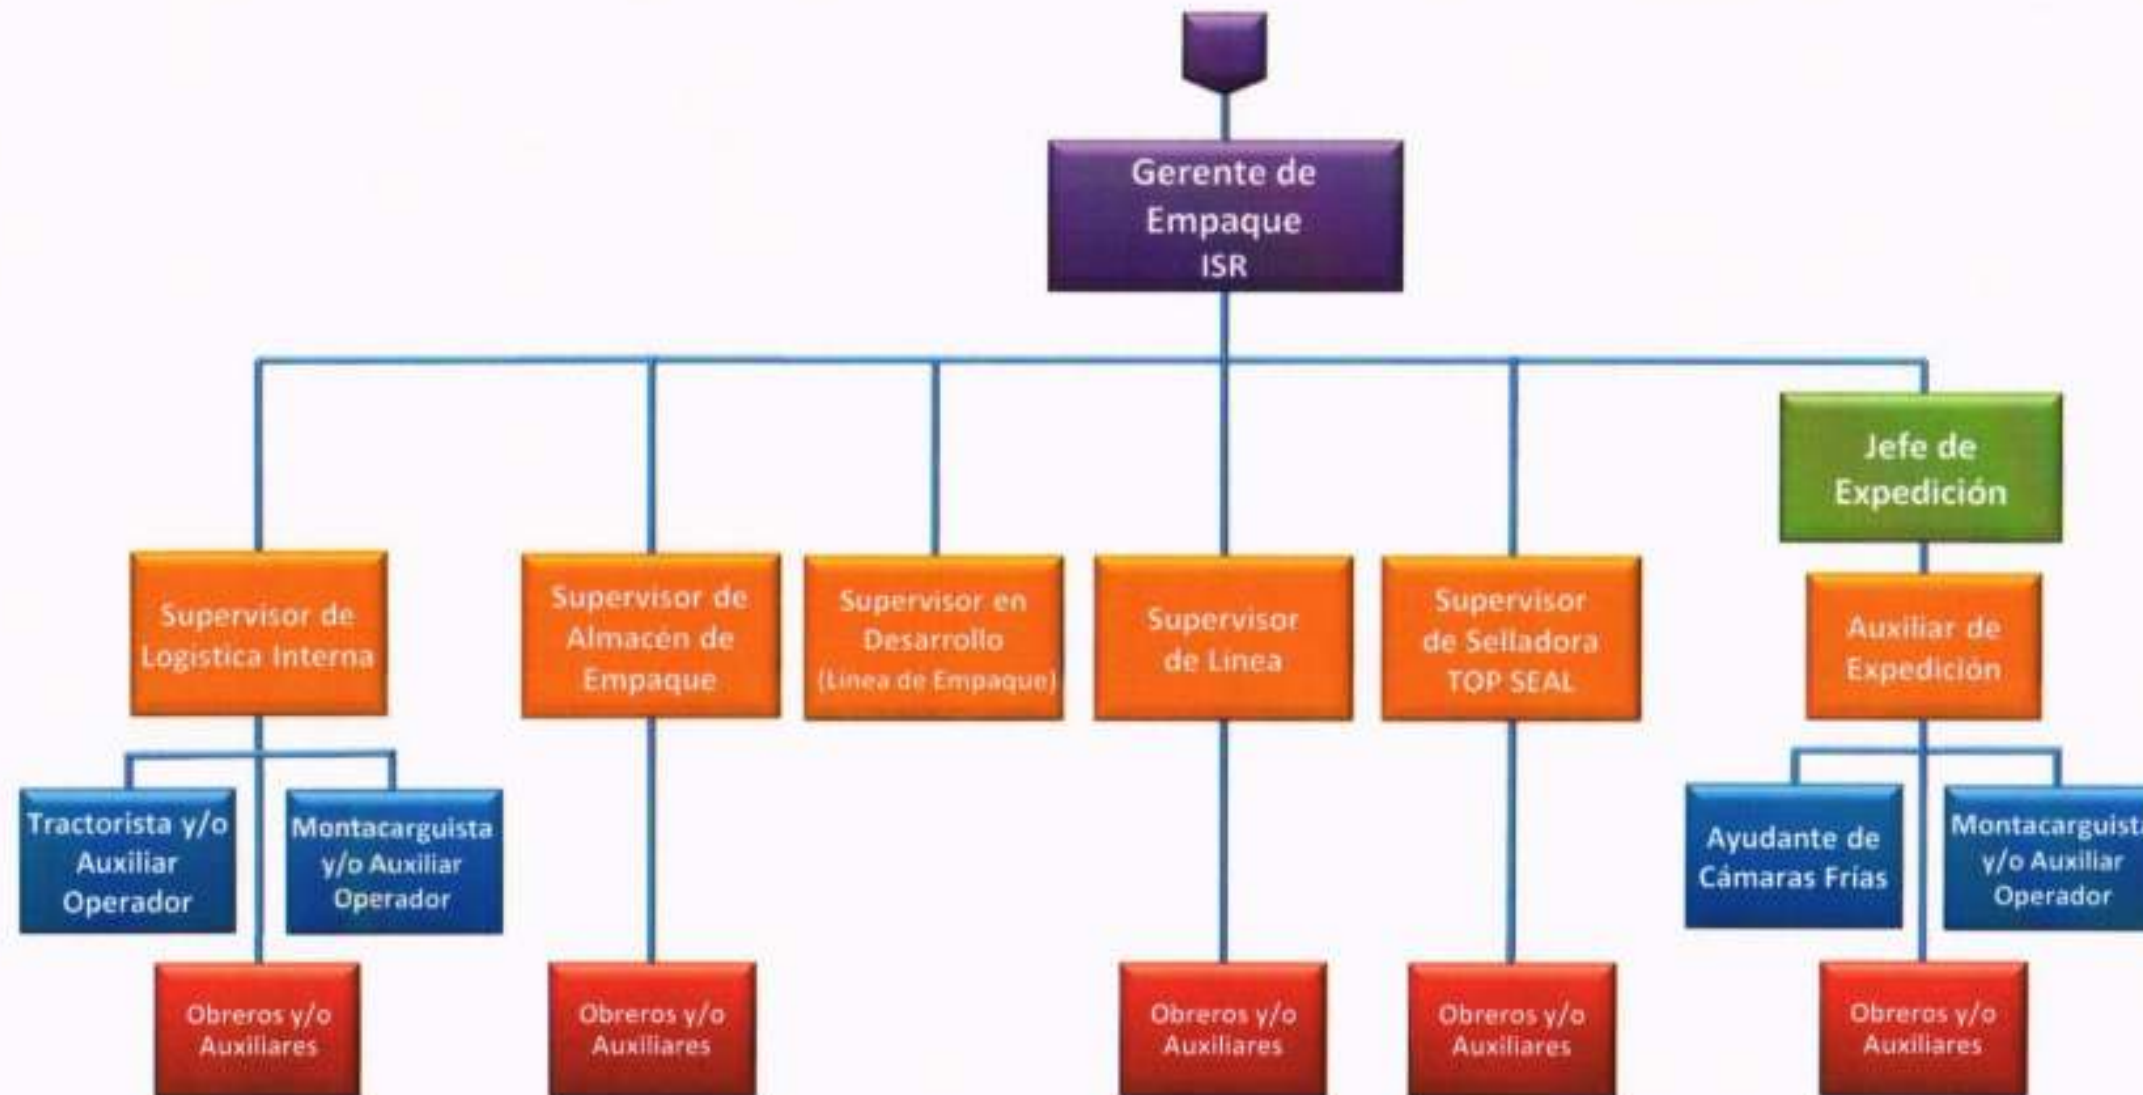 Gerente de
Empaque
ISR
Jefe de
Expedición
Supervisor de
Logistica Interna
Supervisor de
Almacén de
Empaque
Supervisor en
Desarrollo
(Linea de Empaque)
Supervisor
de Linea
Supervisor
de Selladora
TOP SEAL
Auxiliar de
Expedición
Tractorista y/o
Auxiliar
Operador
Montacarguista
y/o Auxiliar
Operador
Ayudante de
Cámaras Frías
Montacarguista
y/o Auxiliar
Operador
Obreros y/o
Auxiliares
Obreros y/o
Auxiliares
Obreros y/o
Auxiliares
Obreros y/o
Auxiliares
Obreros y/o
Auxiliares